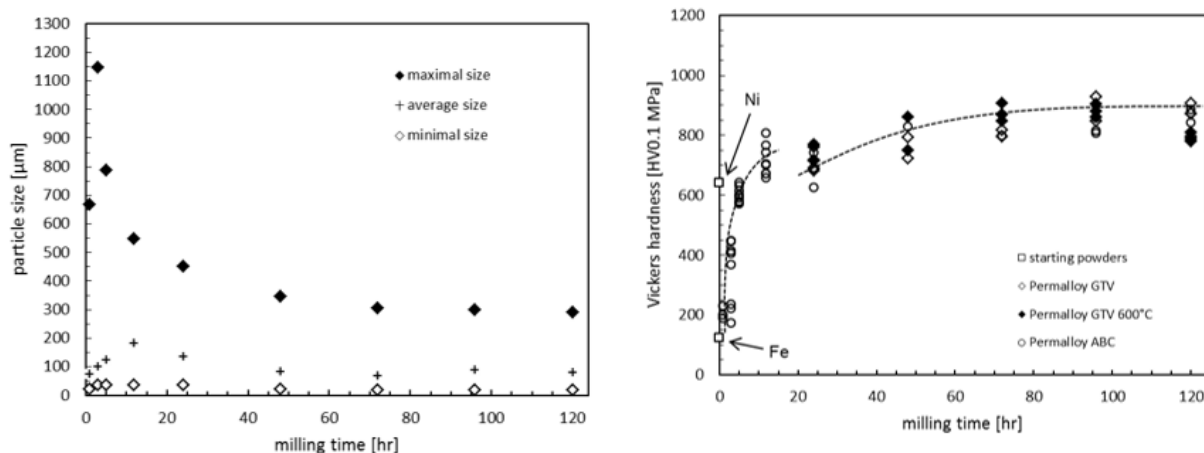 particle size [µm]
1300
1200
1100
1000
900
800
700
600
500
400
300
200
100
0
maximal size
average size
minimal size
0 20 40 60 80 100 120
milling time [hr]
Vickers hardness [HV0.1 MPa]
1200
1000
800
600
400
200
0
Ni
Fe
starting powders
Permalloy GTV
Permalloy GTV 600°C
Permalloy ABC
0 20 40 60 80 100 120
milling time [hr]